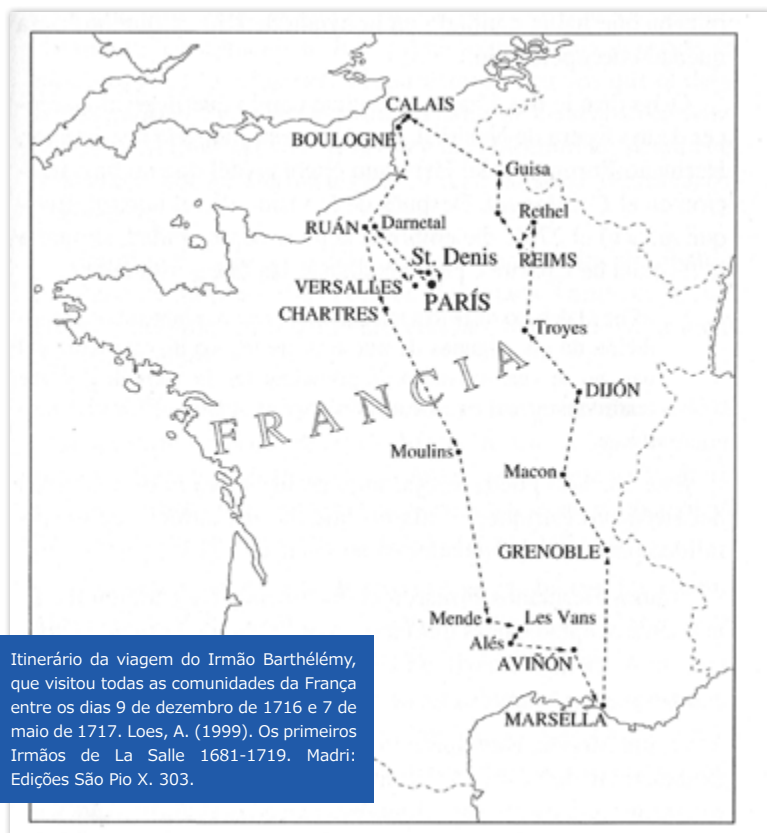 CALAIS
BOULOGNE
Guisa
Rethel
RUÁN
Darnetal
REIMS
St. Denis
VERSALLES
PARÍS
CHARTRES
Troyes
FRANCIA
DIJÓN
Moulins
Macon
GRENOBLE
Mende
Les Vans
Alés
AVIÑÓN
MARSELLA
Itinerário da viagem do Irmão Barthélémy,
que visitou todas as comunidades da França
entre os dias 9 de dezembro de 1716 e 7 de
maio de 1717. Loes, A. (1999). Os primeiros
Irmãos de La Salle 1681-1719. Madri:
Edições São Pio X. 303.